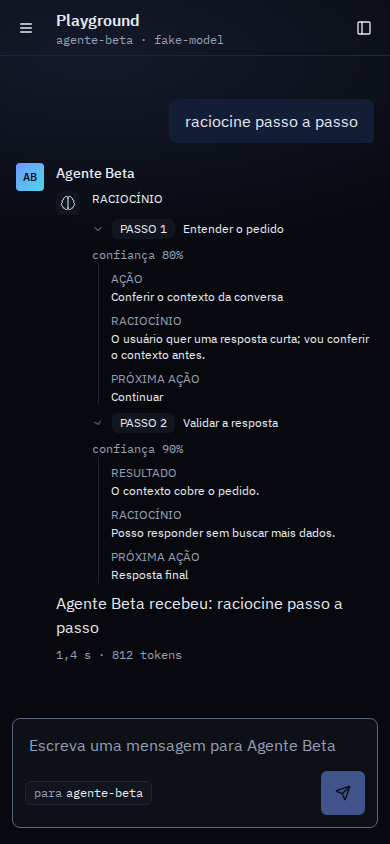 Playground
agente-beta · fake-model
raciocine passo a passo
AB
Agente Beta
RACIOCÍNIO
PASSO 1 Entender o pedido
confiança 80%
AÇÃO
Conferir o contexto da conversa
RACIOCÍNIO
O usuário quer uma resposta curta; vou conferir
o contexto antes.
PRÓXIMA AÇÃO
Continuar
PASSO 2 Validar a resposta
confiança 90%
RESULTADO
O contexto cobre o pedido.
RACIOCÍNIO
Posso responder sem buscar mais dados.
PRÓXIMA AÇÃO
Resposta final
Agente Beta recebeu: raciocine passo a
passo
1,4 s · 812 tokens
Escreva uma mensagem para Agente Beta
para agente-beta